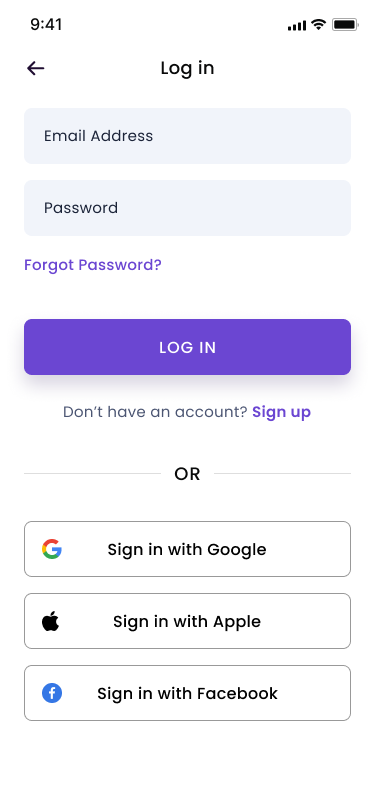 9:41
Log in
Email Address
Password
Forgot Password?
LOG IN
Don’t have an account? Sign up
OR
Sign in with Google
Sign in with Apple
Sign in with Facebook